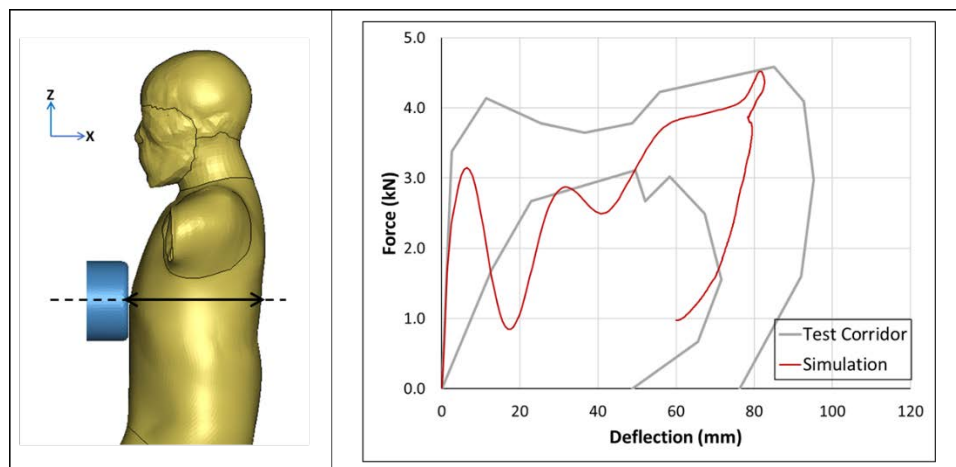 Z
X
Force (kN)
5.0
4.0
3.0
2.0
1.0
0.0
0 20 40 60 80 100 120
Deflection (mm)
Test Corridor
Simulation